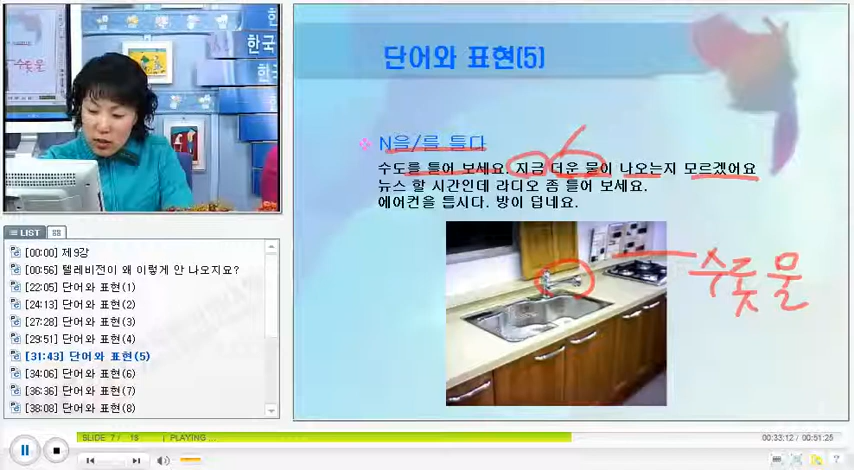 수돗물
한국
한
단어와 표현(5)
N을/를 틀다
수도를 틀어 보세요. 지금 더운 물이 나오는지 모르겠어요
뉴스 할 시간인데 라디오 좀 틀어 보세요.
에어컨을 틉시다. 방이 덥네요.
수돗물
LIST
[00:00] 제9강
[00:56] 텔레비전이 왜 이렇게 안 나오지요?
[22:05] 단어와 표현(1)
[24:13] 단어와 표현(2)
[27:28] 단어와 표현(3)
[29:51] 단어와 표현(4)
[31:43] 단어와 표현(5)
[34:06] 단어와 표현(6)
[36:36] 단어와 표현(7)
[38:08] 단어와 표현(8)
SLIDE 7 / 15 | PLAYING ...
00:33:12 / 00:51:25